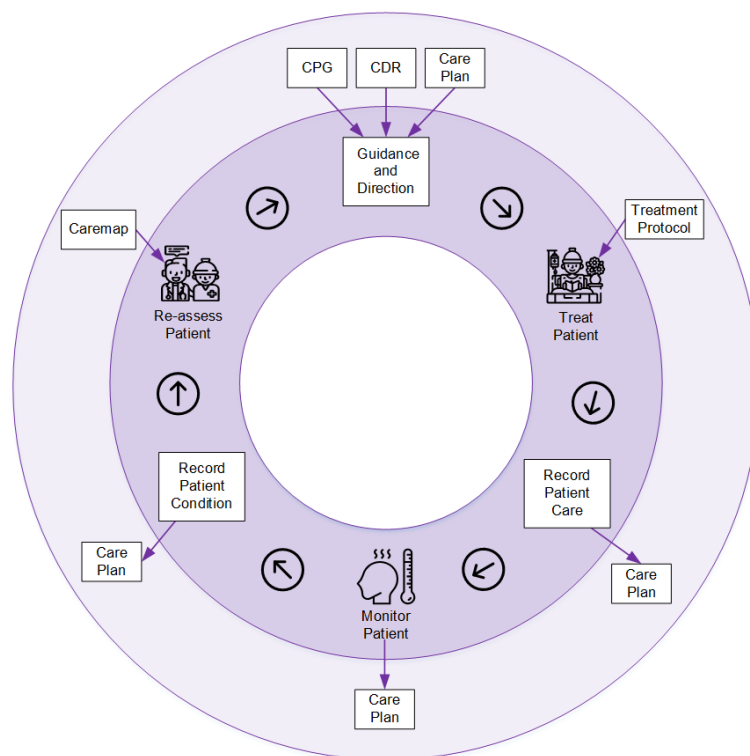 CPG
CDR
Care
Plan
Guidance
and
Direction
Caremap
Treatment
Protocol
Re-assess
Patient
Treat
Patient
Record
Patient
Condition
Record
Patient
Care
Care
Plan
Care
Plan
Monitor
Patient
Care
Plan